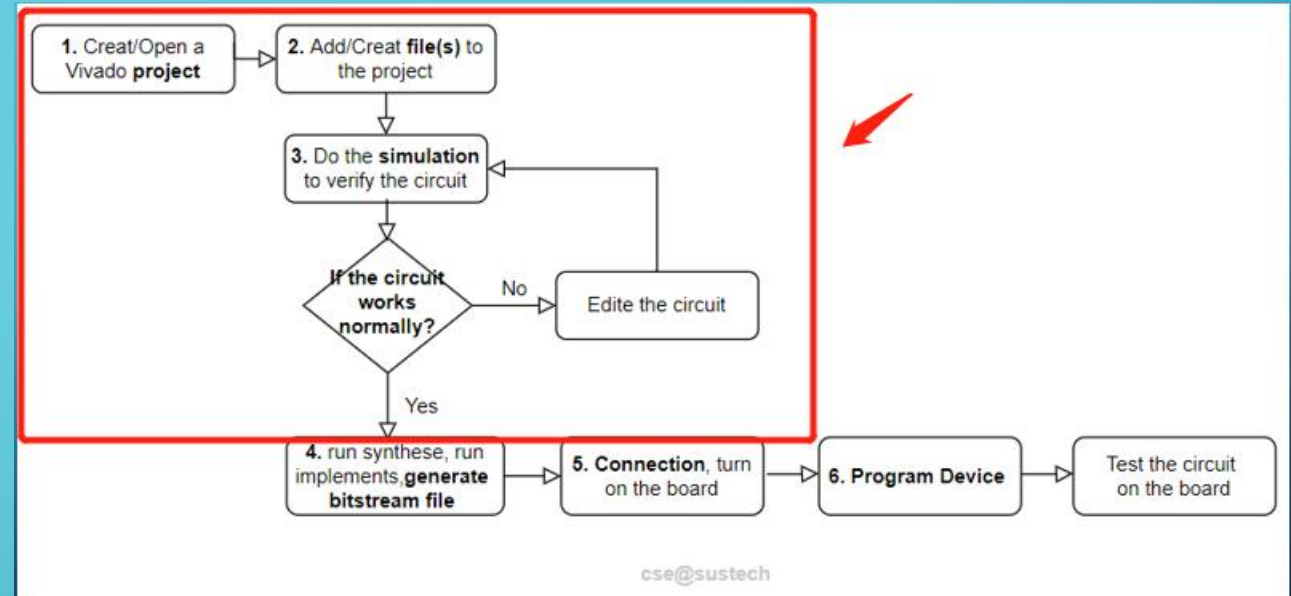 1. Creat/Open a
Vivado project
2. Add/Creat file(s) to
the project
3. Do the simulation
to verify the circuit
If the circuit
works
normally?
No
Edite the circuit
Yes
4. run synthese, run
implements,generate
bitstream file
5. Connection, turn
on the board
6. Program Device
Test the circuit
on the board
cse@sustech